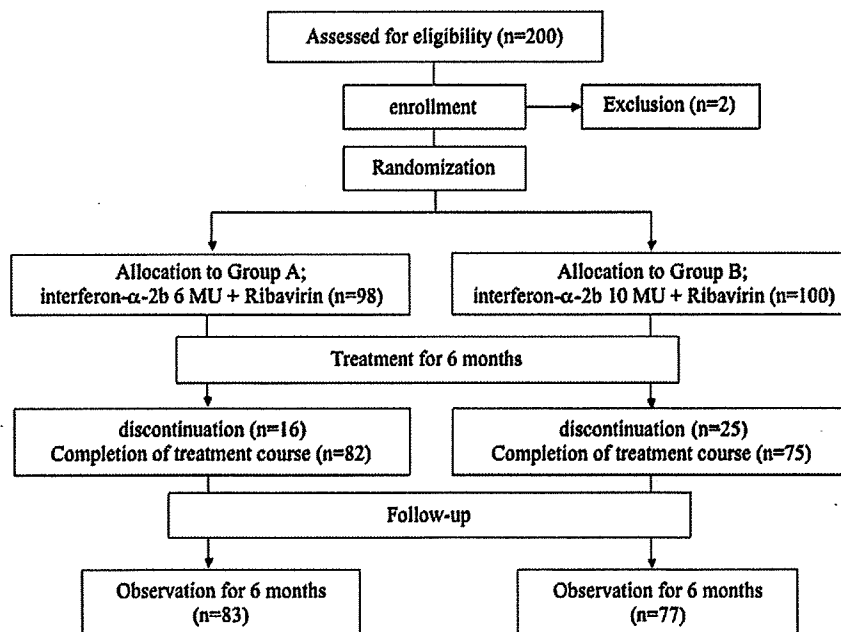 Assessed for eligibility (n=200)
enrollment
Exclusion (n=2)
Randomization
Allocation to Group A;
interferon-α-2b 6 MU + Ribavirin (n=98)
Allocation to Group B;
interferon-α-2b 10 MU + Ribavirin (n=100)
Treatment for 6 months
discontinuation (n=16)
Completion of treatment course (n=82)
discontinuation (n=25)
Completion of treatment course (n=75)
Follow-up
Observation for 6 months
(n=83)
Observation for 6 months
(n=77)